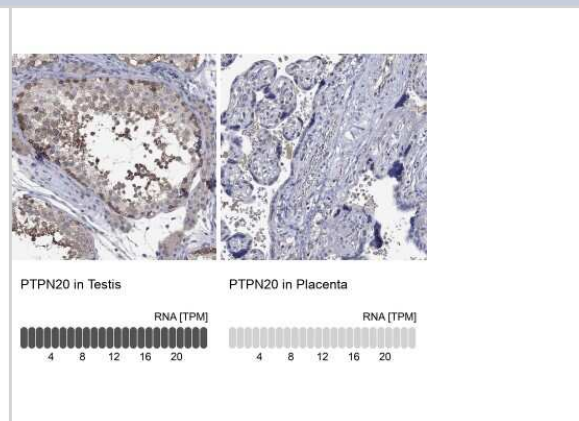 PTPN20 in Testis
PTPN20 in Placenta
RNA [TPM]
RNA [TPM]
4 8 12 16 20
4 8 12 16 20